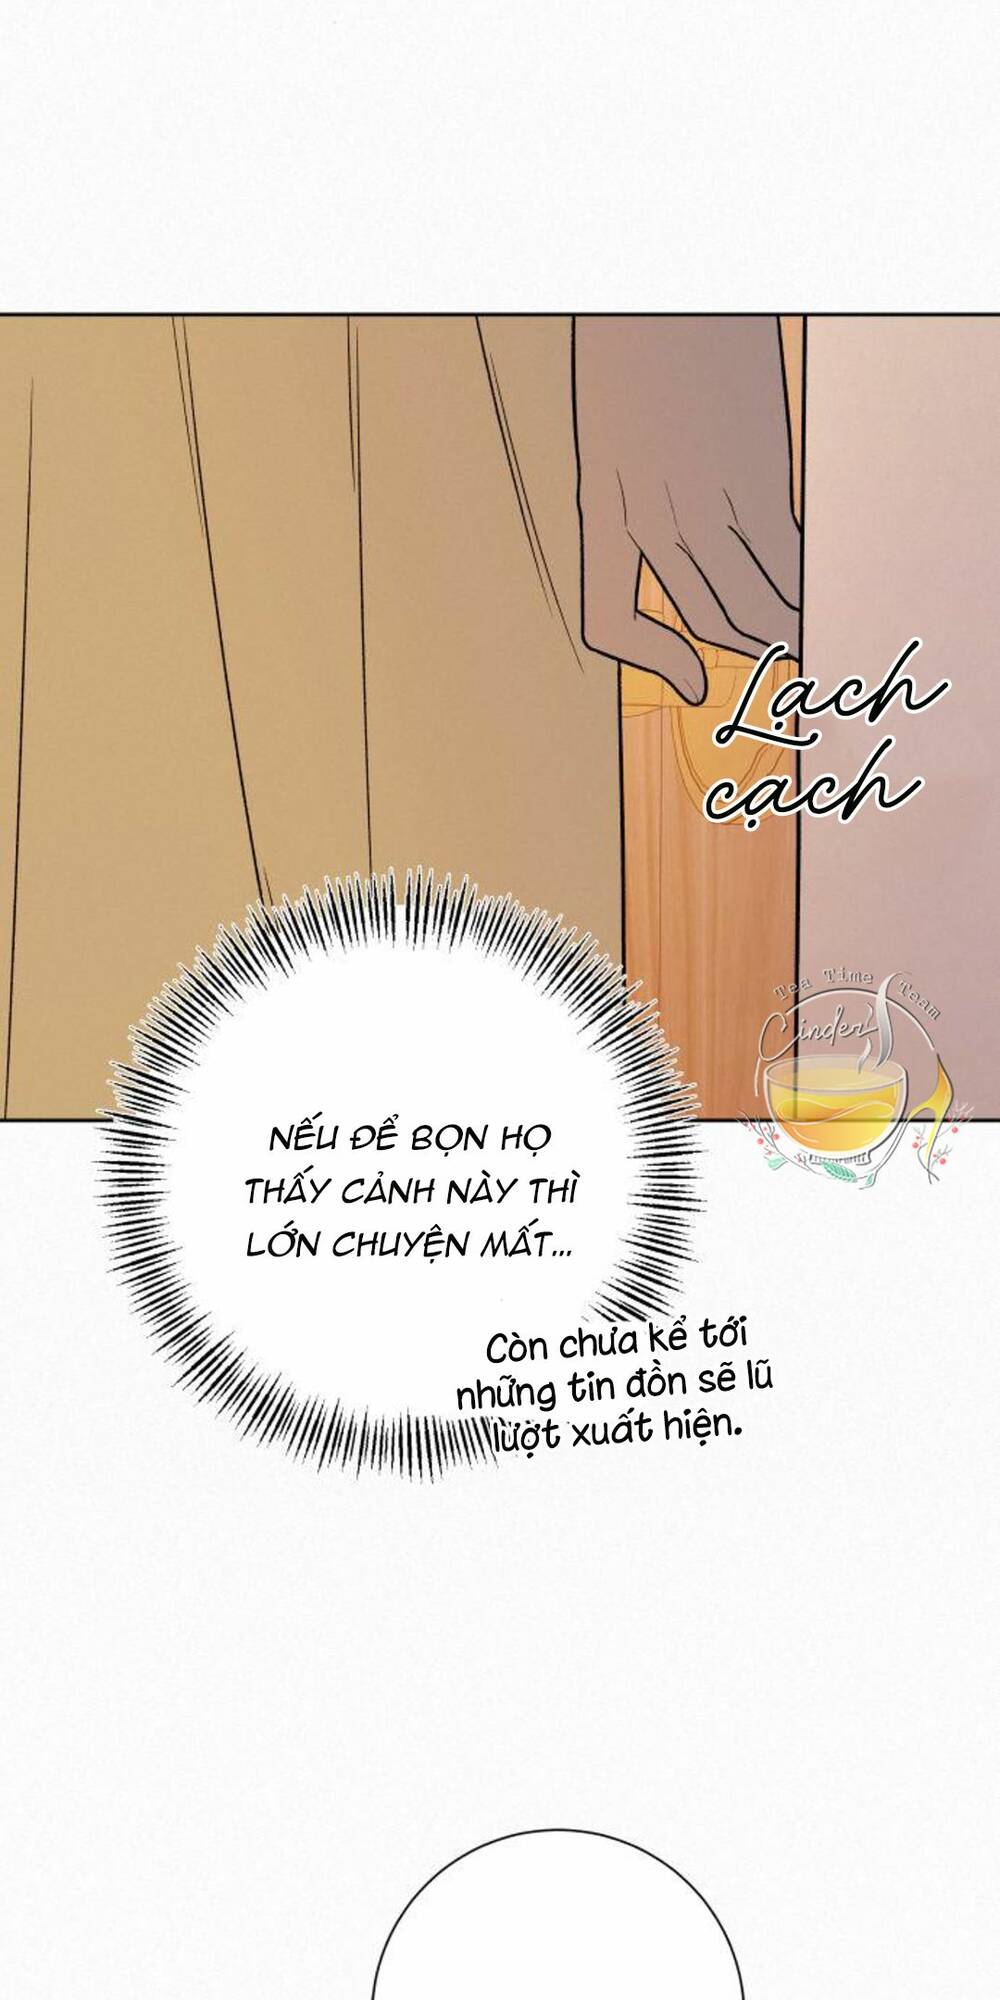 Lạch
cạch
Tea Time Team
Cinder
NẾU ĐỂ BỌN HỌ
THẤY CẢNH NÀY THÌ
LỚN CHUYỆN MẤT...
Còn chưa kể tới
những tin đồn sẽ lũ
lượt xuất hiện.